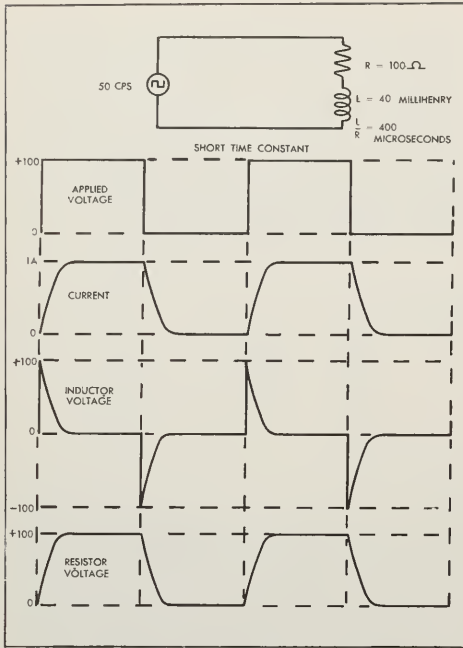 50 CPS
R = 100Ω
L = 40 MILLIHENRY
L/R = 400
MICROSECONDS
SHORT TIME CONSTANT
+100
APPLIED
VOLTAGE
0
1A
CURRENT
0
+100
INDUCTOR
VOLTAGE
0
-100
+100
RESISTOR
VOLTAGE
0